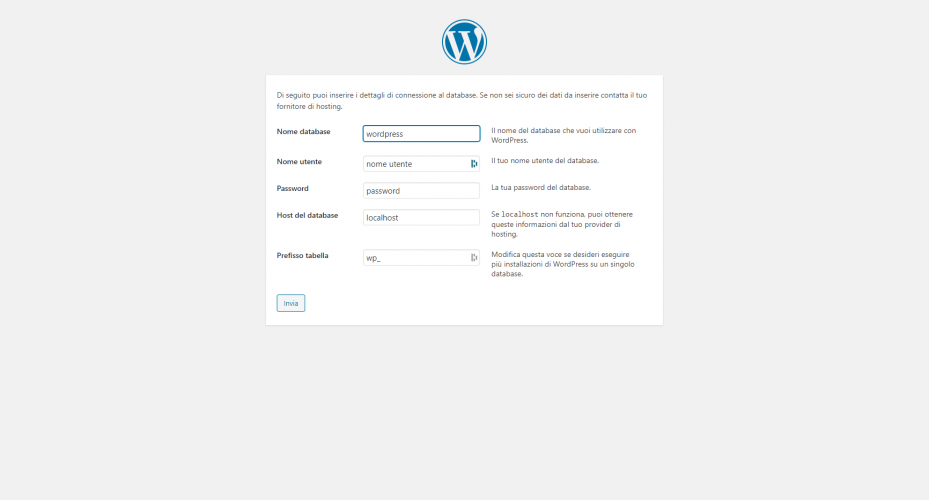 Di seguito puoi inserire i dettagli di connessione al database. Se non sei sicuro dei dati da inserire contatta il tuo
fornitore di hosting.
Nome database
wordpress
Il nome del database che vuoi utilizzare con
WordPress.
Nome utente
nome utente
Il tuo nome utente del database.
Password
password
La tua password del database.
Host del database
localhost
Se localhost non funziona, puoi ottenere
queste informazioni dal tuo provider di
hosting.
Prefisso tabella
wp_
Modifica questa voce se desideri eseguire
più installazioni di WordPress su un singolo
database.
Invia